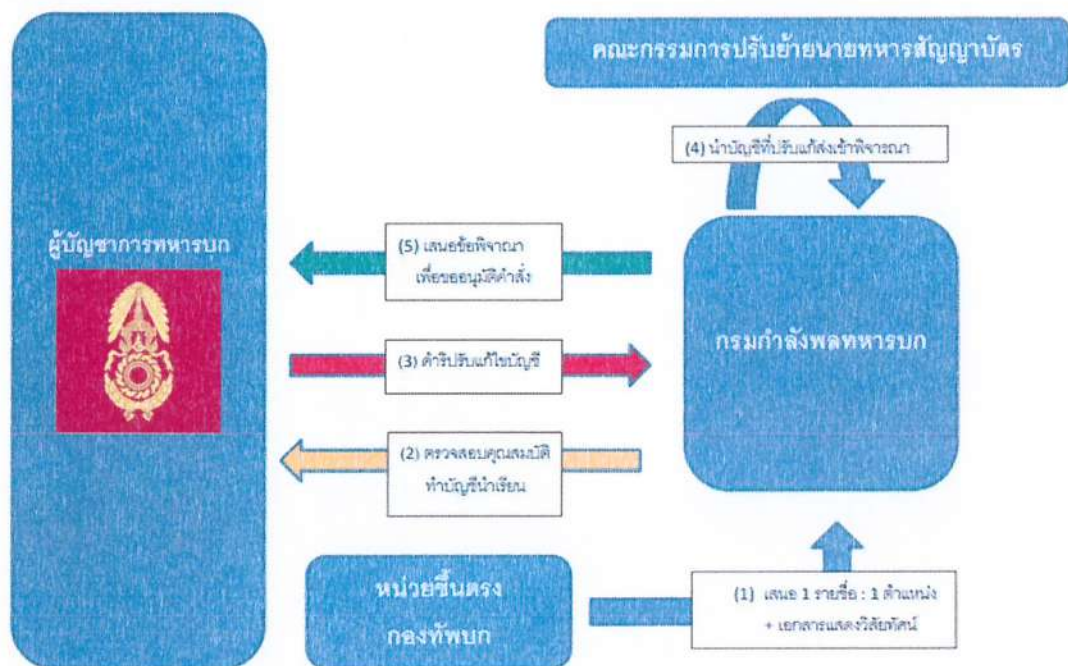 คณะกรรมการปรับย้ายนายทหารสัญญาบัตร
(4) นำบัญชีที่ปรับแก้ส่งเข้าพิจารณา
ผู้บัญชาการทหารบก
(5) เสนอข้อพิจาณา
เพื่อขออนุมัติคำสั่ง
กรมกำลังพลทหารบก
(3) ดำริปรับแก้ไขบัญชี
(2) ตรวจสอบคุณสมบัติ
ทำบัญชีนำเรียน
หน่วยขึ้นตรง
กองทัพบก
(1) เสนอ 1 รายชื่อ : 1 ตำแหน่ง
+ เอกสารแสดงวิสัยทัศน์